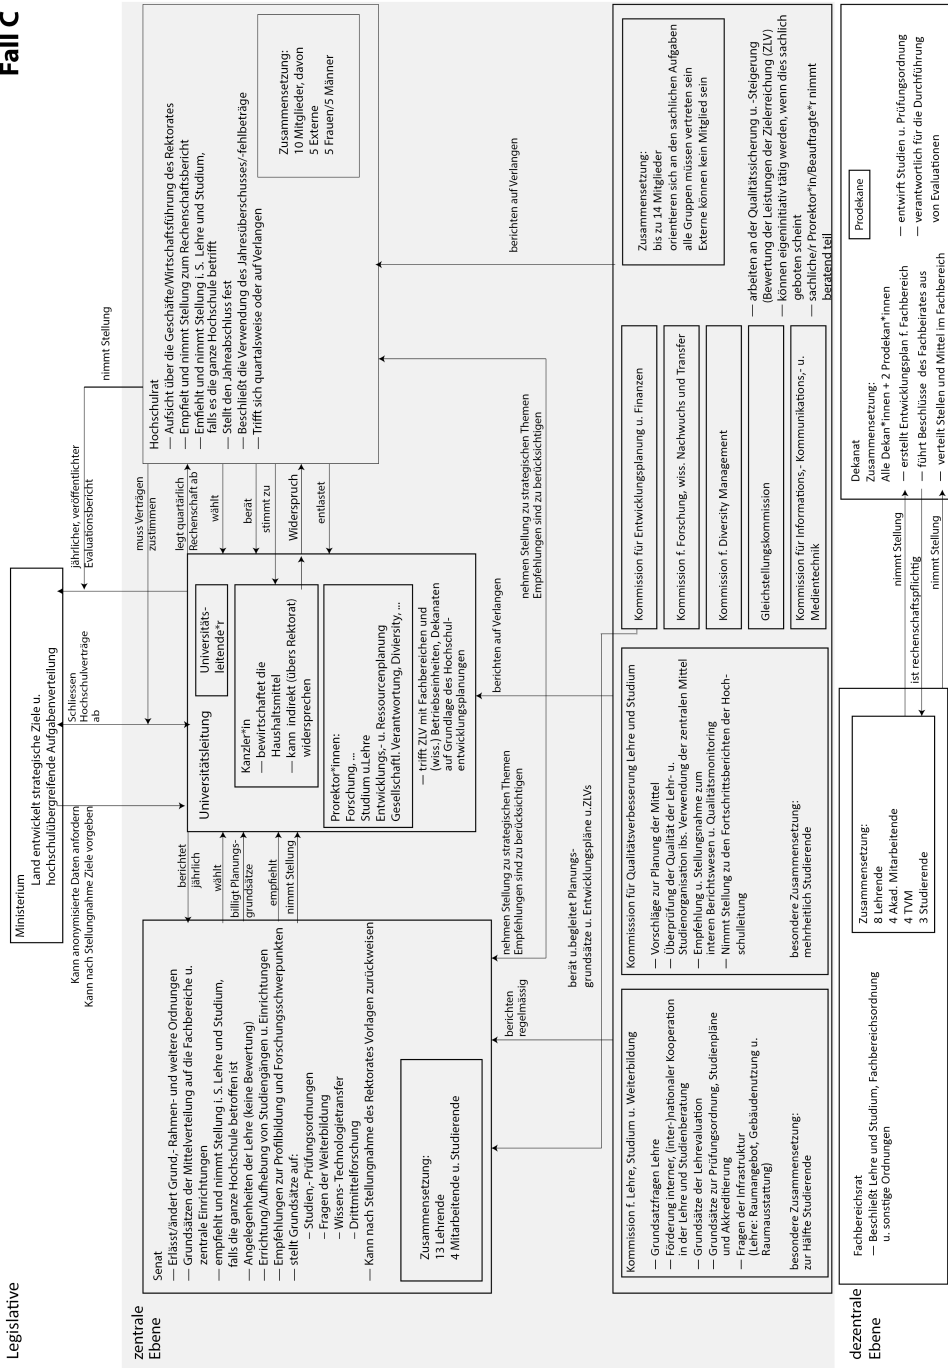 Legislative
Fall C
Ministerium
Land entwickelt strategische Ziele u.
hochschulübergreifende Aufgabenverteilung
Kann anonymisierte Daten anfordern
Kann nach Stellungnahme Ziele vorgeben
Schliessen
Hochschulverträge
ab
jährlicher, veröffentlichter
Evaluationsbericht
nimmt Stellung
muss Verträgen
zustimmen
zentrale
Ebene
Senat
— Erlässt/ändert Grund,- Rahmen- und weitere Ordnungen
— Grundsätzen der Mittelverteilung auf die Fachbereiche u.
zentrale Einrichtungen
— empfehlt und nimmt Stellung i. S. Lehre und Studium,
falls die ganze Hochschule betroffen ist
— Angelegenheiten der Lehre (keine Bewertung)
— Errichtung/Aufhebung von Studiengängen u. Einrichtungen
— Empfehlungen zur Profilbildung und Forschungsschwerpunkten
— stellt Grundsätze auf:
– Studien,- Prüfungsordnungen
– Fragen der Weiterbildung
– Wissens- Technologietransfer
– Drittmittelforschung
— Kann nach Stellungnahme des Rektorates Vorlagen zurückweisen
Zusammensetzung:
13 Lehrende
4 Mitarbeitende u. Studierende
berichtet
jährlich
wählt
billigt Planungs-
grundsätze
empfiehlt
nimmt Stellung
Universitätsleitung
Universitäts-
leitende*r
Kanzler*in
— bewirtschaftet die
Haushaltsmittel
— kann indirekt (übers Rektorat)
widersprechen
Prorektor*innen:
Forschung, ...
Studium u.Lehre
Entwicklungs,- u. Ressourcenplanung
Gesellschaftl. Verantwortung, Diviersity, ...
— trifft ZLV mit Fachbereichen und
(wiss.) Betriebseinheiten, Dekanaten
auf Grundlage des Hochschul-
entwicklungsplanungen
legt quartärlich
Rechenschaft ab
wählt
berät
stimmt zu
Widerspruch
entlastet
Hochschulrat
— Aufsicht über die Geschäfte/Wirtschaftsführung des Rektorates
— Empfielt und nimmt Stellung zum Rechenschaftsbericht
— Emfiehlt und nimmt Stellung i. S. Lehre und Studium,
falls es die ganze Hochschule betrifft
— Stellt den Jahreabschluss fest
— Beschließt die Verwendung des Jahresüberschusses/-fehlbeträge
— Trifft sich quartalsweise oder auf Verlangen
Zusammensetzung:
10 Mitglieder, davon
5 Externe
5 Frauen/5 Männer
berichten
regelmässig
nehmen Stellung zu strategischen Themen
Empfehlungen sind zu berücksichtigen
berichten auf Verlangen
nehmen Stellung zu strategischen Themen
Empfehlungen sind zu berücksichtigen
berichten auf Verlangen
berät u.begleitet Planungs-
grundsätze u. Entwicklungspläne u.ZLVs
Kommission f. Lehre, Studium u. Weiterbildung
— Grundsatzfragen Lehre
— Förderung interner, (inter-)nationaler Kooperation
in der Lehre und Studienberatung
— Grundsätze der Lehrevaluation
— Grundsätze zur Prüfungsordnung, Studienpläne
und Akkreditierung
— Fragen der Infrastruktur
(Lehre: Raumangebot, Gebäudenutzung u.
Raumausstattung)
besondere Zusammensetzung:
zur Hälfte Studierende
Kommisssion für Qualitätsverbesserung Lehre und Studium
— Vorschläge zur Planung der Mittel
— Überprüfung der Qualität der Lehr- u.
Studienorganisation ibs. Verwendung der zentralen Mittel
— Empfehlung u. Stellungsnahme zum
interen Berichtswesen u. Qualitätsmonitoring
— Nimmt Stellung zu den Fortschrittsberichten der Hoch-
schulleitung
besondere Zusammensetzung:
mehrheitlich Studierende
Kommission für Entwicklungsplanung u. Finanzen
Kommission f. Forschung, wiss. Nachwuchs und Transfer
Kommission f. Diversity Management
Gleichstellungskommission
Kommission für Informations,- Kommunikations,- u.
Medientechnik
Zusammensetzung:
bis zu 14 Mitglieder
orientieren sich an den sachlichen Aufgaben
alle Gruppen müssen vertreten sein
Externe können kein Mitglied sein
— arbeiten an der Qualitätssicherung u. -Steigerung
(Bewertung der Leistungen der Zielerreichung (ZLV)
— können eigeninitiativ tätig werden, wenn dies sachlich
geboten scheint
— sachliche/r Prorektor*in/Beauftragte*r nimmt
beratend teil
dezentrale
Ebene
Fachbereichsrat
— Beschließt Lehre und Studium, Fachbereichsordnung
u. sonstige Ordnungen
Zusammensetzung:
8 Lehrende
4 Akad. Mitarbeitende
4 TVM
3 Studierende
nimmt Stellung
ist rechenschaftspflichtig
nimmt Stellung
Dekanat
Zusammensetzung:
Alle Dekan*innen + 2 Prodekan*innen
— erstellt Entwicklungsplan f. Fachbereich
— führt Beschlüsse des Fachbeirates aus
— verteilt Stellen und Mittel im Fachbereich
Prodekane
— entwirft Studien u. Prüfungsordnung
— verantwortlich für die Durchführung
von Evaluationen